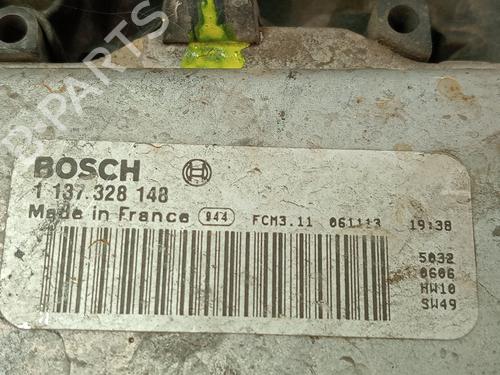 BOSCH
1 137 328 148
Made in France 944 FCM3.11 061113 19:38
5032
0606
HW10
SW49
B-PARTS